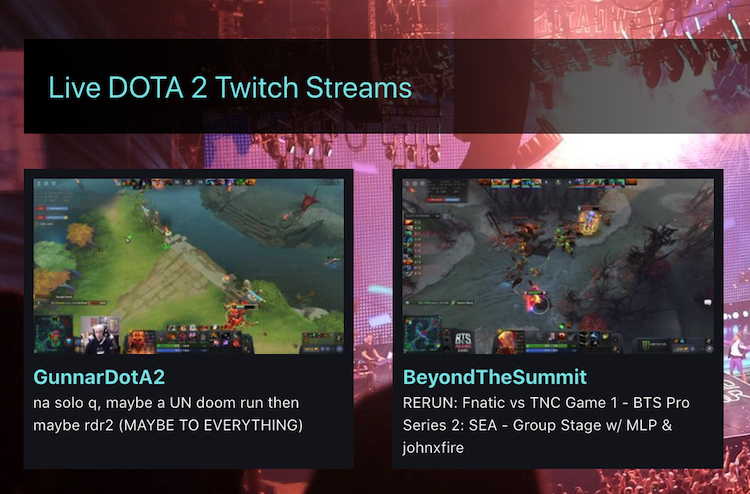 Live DOTA 2 Twitch Streams
GunnarDotA2
na solo q, maybe a UN doom run then
maybe rdr2 (MAYBE TO EVERYTHING)
BTS
BeyondTheSummit
RERUN: Fnatic vs TNC Game 1 - BTS Pro
Series 2: SEA - Group Stage w/ MLP &
johnxfire